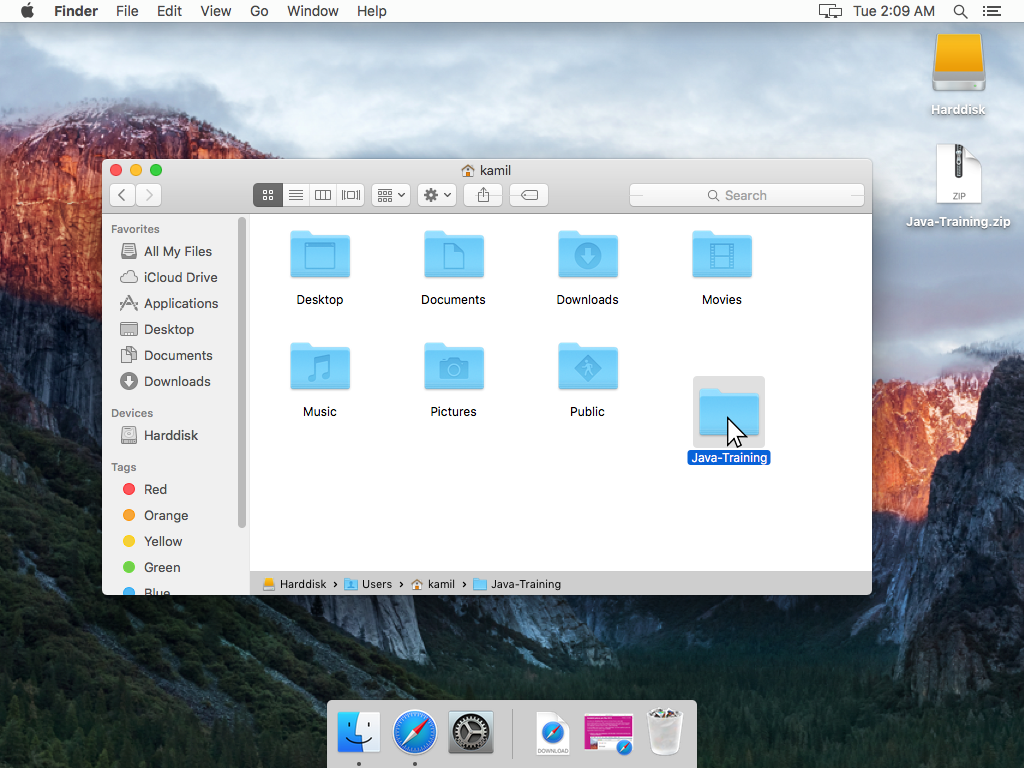 Finder File Edit View Go Window Help Tue 2:09 AM
Harddisk
ZIP
Java-Training.zip
kamil
Search
Favorites
All My Files
iCloud Drive
Applications
Desktop
Documents
Downloads
Devices
Harddisk
Tags
Red
Orange
Yellow
Green
Blue
Desktop Documents Downloads Movies
Music Pictures Public
Java-Training
Harddisk › Users › kamil › Java-Training
DOWNLOAD